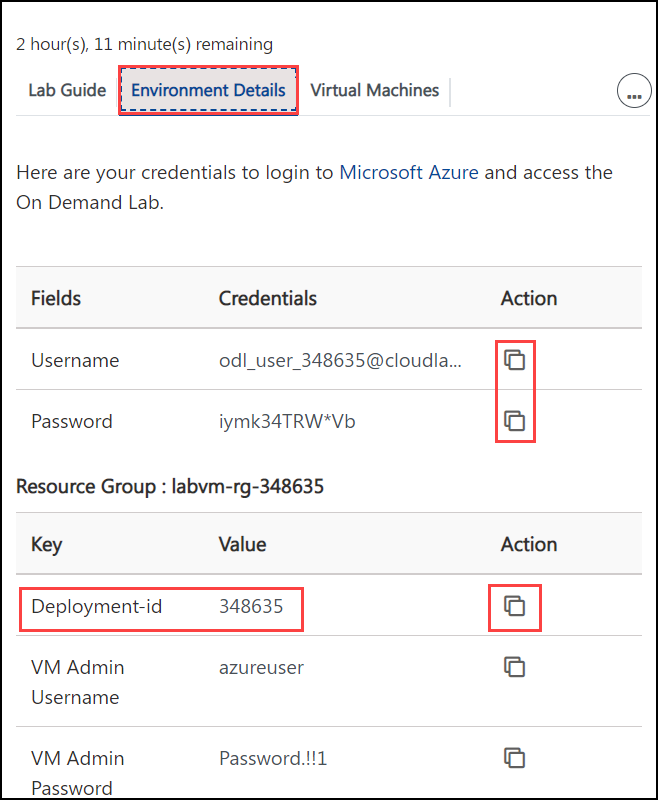 2 hour(s), 11 minute(s) remaining
Lab Guide Environment Details Virtual Machines ...
Here are your credentials to login to Microsoft Azure and access the
On Demand Lab.
Fields Credentials Action
Username odl_user_348635@cloudla...
Password iymk34TRW*Vb
Resource Group : labvm-rg-348635
Key Value Action
Deployment-id 348635
VM Admin azureuser
Username
VM Admin Password.!!1
Password